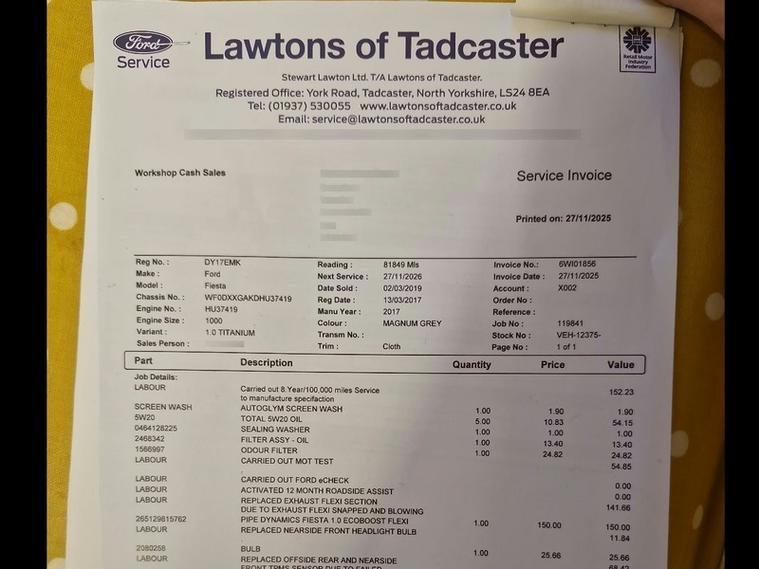 Ford
Service
Lawtons of Tadcaster
Retail Motor
Industry
Federation
Stewart Lawton Ltd. T/A Lawtons of Tadcaster.
Registered Office: York Road, Tadcaster, North Yorkshire, LS24 8EA
Tel: (01937) 530055 www.lawtonsoftadcaster.co.uk
Email: service@lawtonsoftadcaster.co.uk
Workshop Cash Sales
Service Invoice
Printed on: 27/11/2025
Reg No. : DY17EMK Reading : 81849 Mls Invoice No.: 6WI01856
Make : Ford Next Service : 27/11/2026 Invoice Date : 27/11/2025
Model : Fiesta Date Sold : 02/03/2019 Account : X002
Chassis No. : WF0DXXGAKDHU37419 Reg Date : 13/03/2017 Order No :
Engine No. : HU37419 Manu Year : 2017 Reference :
Engine Size : 1000 Colour : MAGNUM GREY Job No : 119841
Variant : 1.0 TITANIUM Transm No. : Stock No : VEH-12375-
Sales Person : Trim : Cloth Page No : 1 of 1
Part Description Quantity Price Value
Job Details:
LABOUR Carried out 8.Year/100,000 miles Service 152.23
to manufacture specifaction
SCREEN WASH AUTOGLYM SCREEN WASH 1.00 1.90 1.90
5W20 TOTAL 5W20 OIL 5.00 10.83 54.15
0464128225 SEALING WASHER 1.00 1.00 1.00
2468342 FILTER ASSY - OIL 1.00 13.40 13.40
1566997 ODOUR FILTER 1.00 24.82 24.82
LABOUR CARRIED OUT MOT TEST 54.85
LABOUR CARRIED OUT FORD eCHECK 0.00
LABOUR ACTIVATED 12 MONTH ROADSIDE ASSIST 0.00
LABOUR REPLACED EXHAUST FLEXI SECTION 141.66
DUE TO EXHAUST FLEXI SNAPPED AND BLOWING
265129815762 PIPE DYNAMICS FIESTA 1.0 ECOBOOST FLEXI 1.00 150.00 150.00
LABOUR REPLACED NEARSIDE FRONT HEADLIGHT BULB 11.84
2080258 BULB 1.00 25.66 25.66
LABOUR REPLACED OFFSIDE REAR AND NEARSIDE 68.42
FRONT TPMS SENSOR DUE TO FAILED